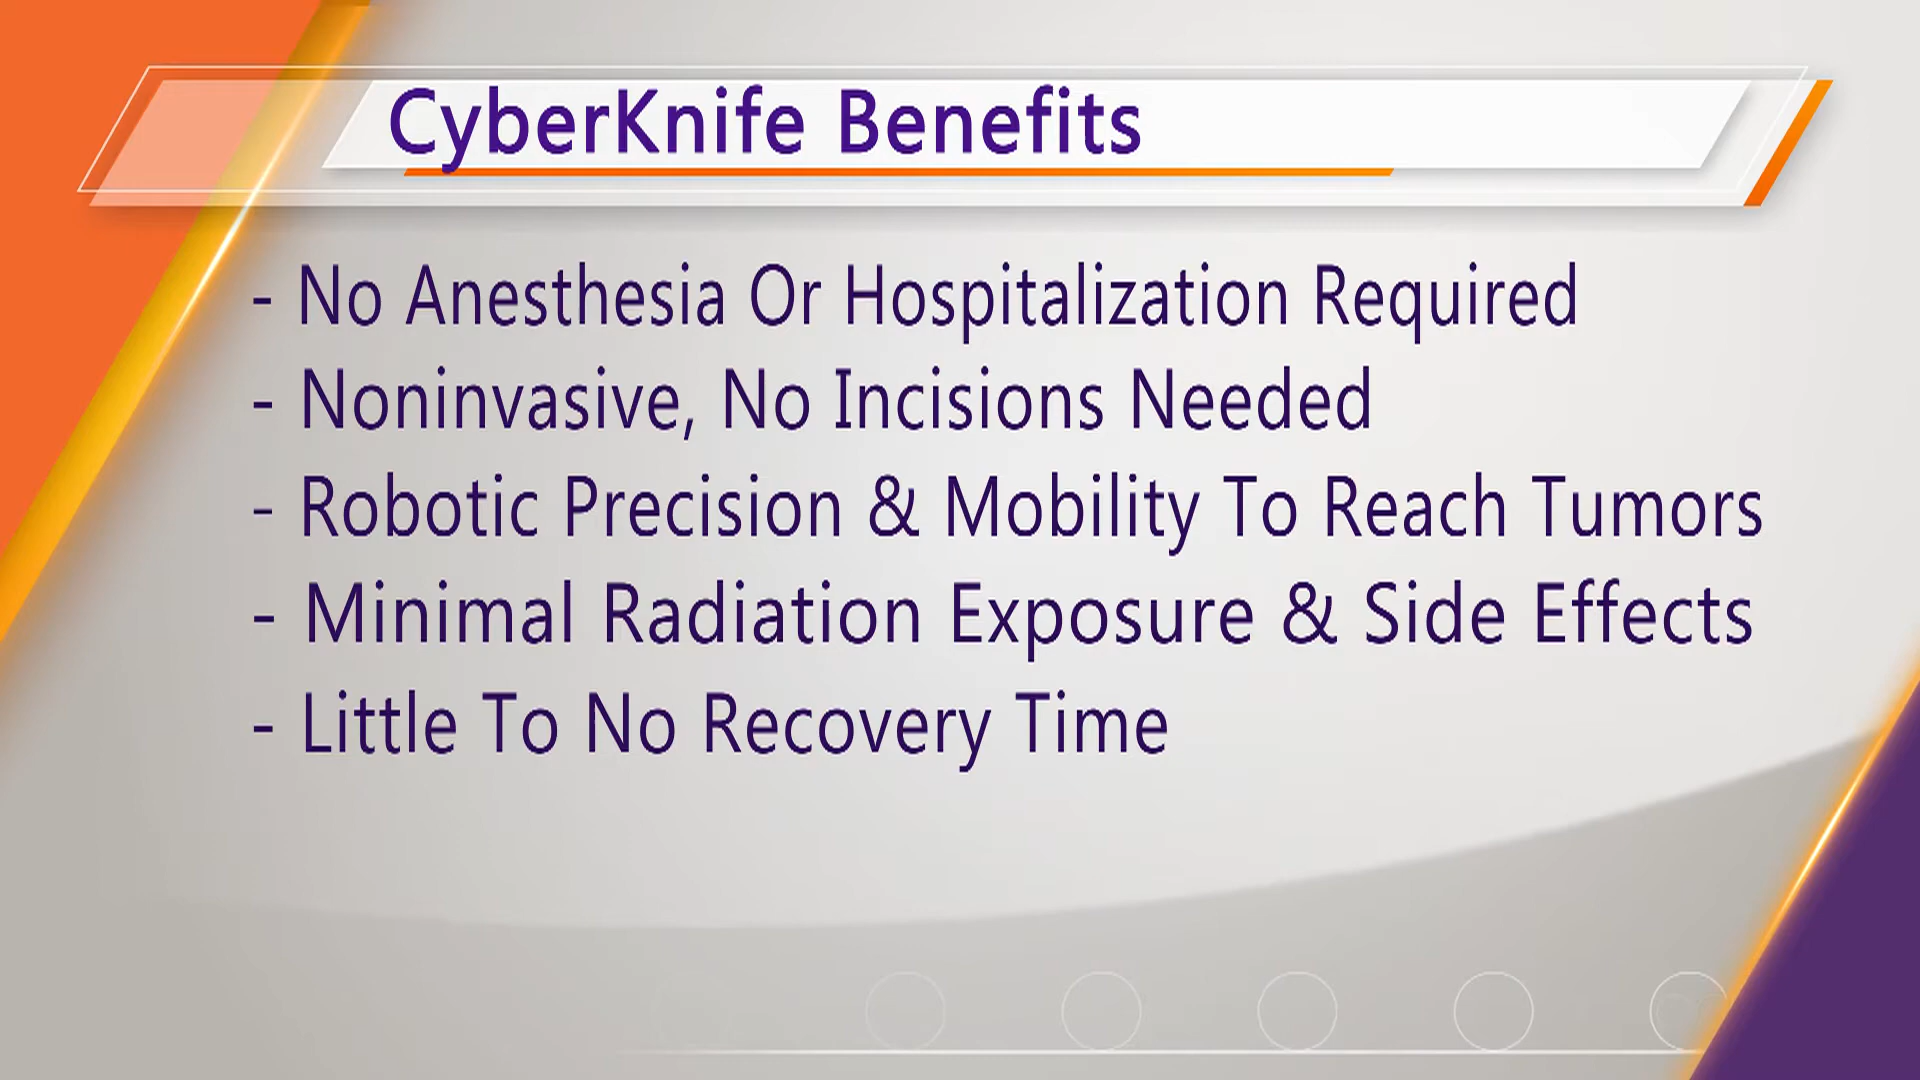 CyberKnife Benefits
- No Anesthesia Or Hospitalization Required
- Noninvasive, No Incisions Needed
- Robotic Precision & Mobility To Reach Tumors
- Minimal Radiation Exposure & Side Effects
- Little To No Recovery Time